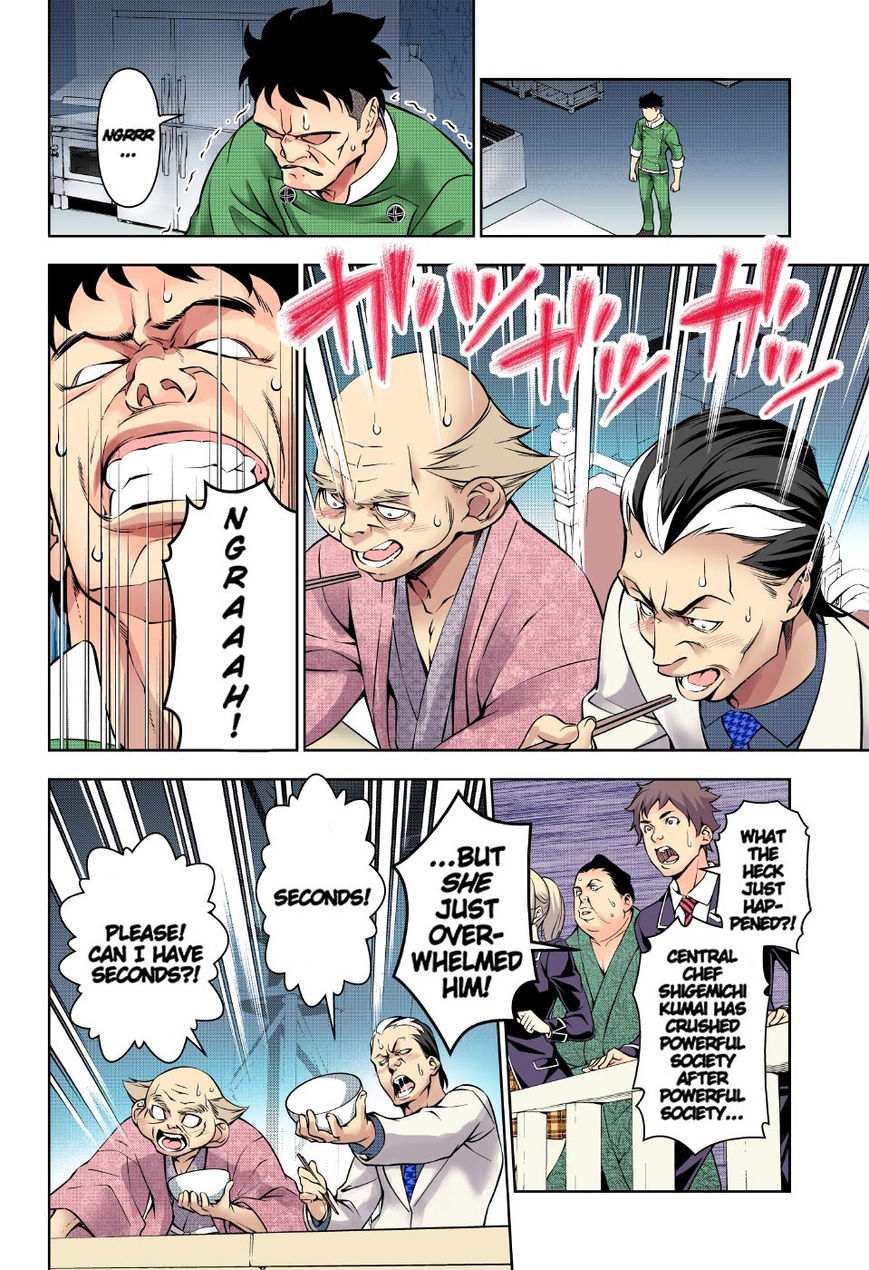 NGRRR
...
ガッ
ガッ
ガッ
NGRAAAH!
WHAT
THE
HECK
JUST
HAP-
PENED?!
CENTRAL
CHEF
SHIGEMICHI
KUMAI HAS
CRUSHED
POWERFUL
SOCIETY
AFTER
POWERFUL
SOCIETY...
...BUT
SHE
JUST
OVER-
WHELMED
HIM!
SECONDS!
PLEASE!
CAN I HAVE
SECONDS?!